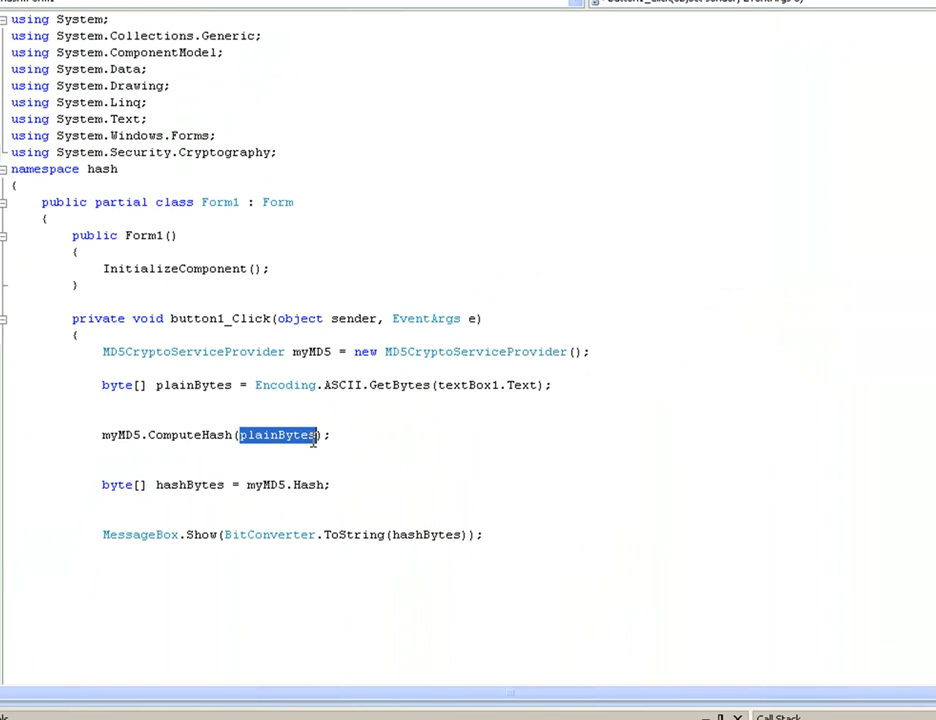 using System;
using System.Collections.Generic;
using System.ComponentModel;
using System.Data;
using System.Drawing;
using System.Linq;
using System.Text;
using System.Windows.Forms;
using System.Security.Cryptography;
namespace hash
{
public partial class Form1 : Form
{
public Form1()
{
InitializeComponent();
}
private void button1_Click(object sender, EventArgs e)
{
MD5CryptoServiceProvider myMD5 = new MD5CryptoServiceProvider();
byte[] plainBytes = Encoding.ASCII.GetBytes(textBox1.Text);
myMD5.ComputeHash(plainBytes);
byte[] hashBytes = myMD5.Hash;
MessageBox.Show(BitConverter.ToString(hashBytes));
Call Stack